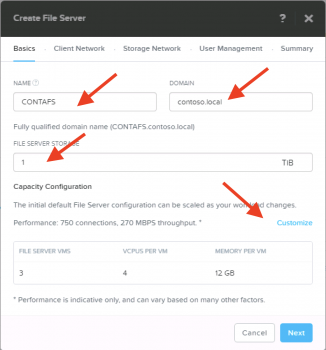 Create File Server ? ×
Basics Client Network Storage Network User Management Summary
NAME ? DOMAIN
CONTAFS contoso.local
Fully qualified domain name (CONTAFS.contoso.local)
FILE SERVER STORAGE
1 TiB
Capacity Configuration
The initial default File Server configuration can be scaled as your workload changes.
Performance: 750 connections, 270 MBPS throughput. * Customize
FILE SERVER VMS VCPUS PER VM MEMORY PER VM
3 4 12 GB
* Performance is indicative only, and can vary based on many other factors.
Cancel Next